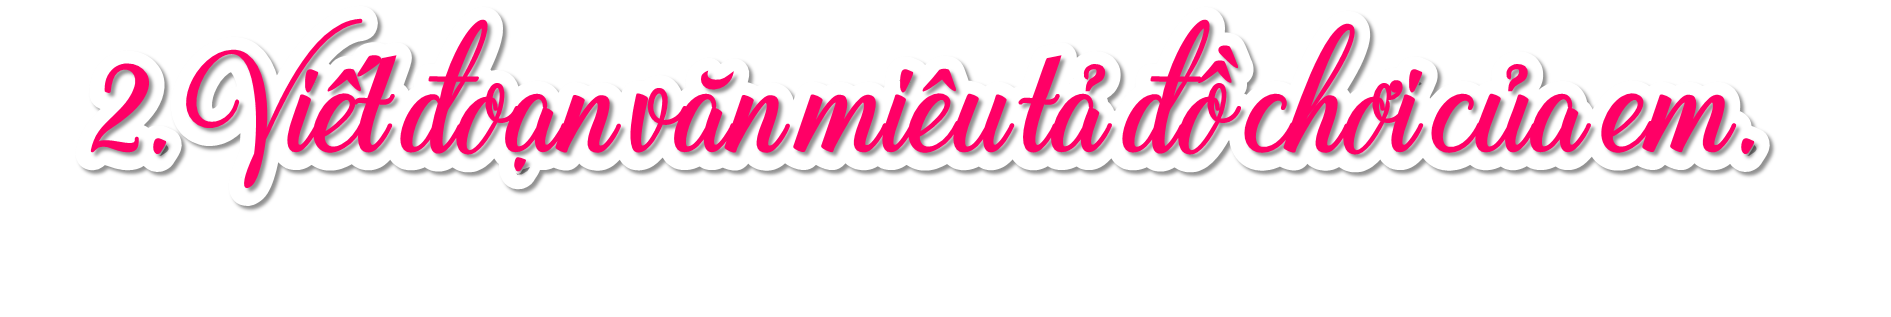 2. Viết đoạn văn miêu tả đồ chơi của em.